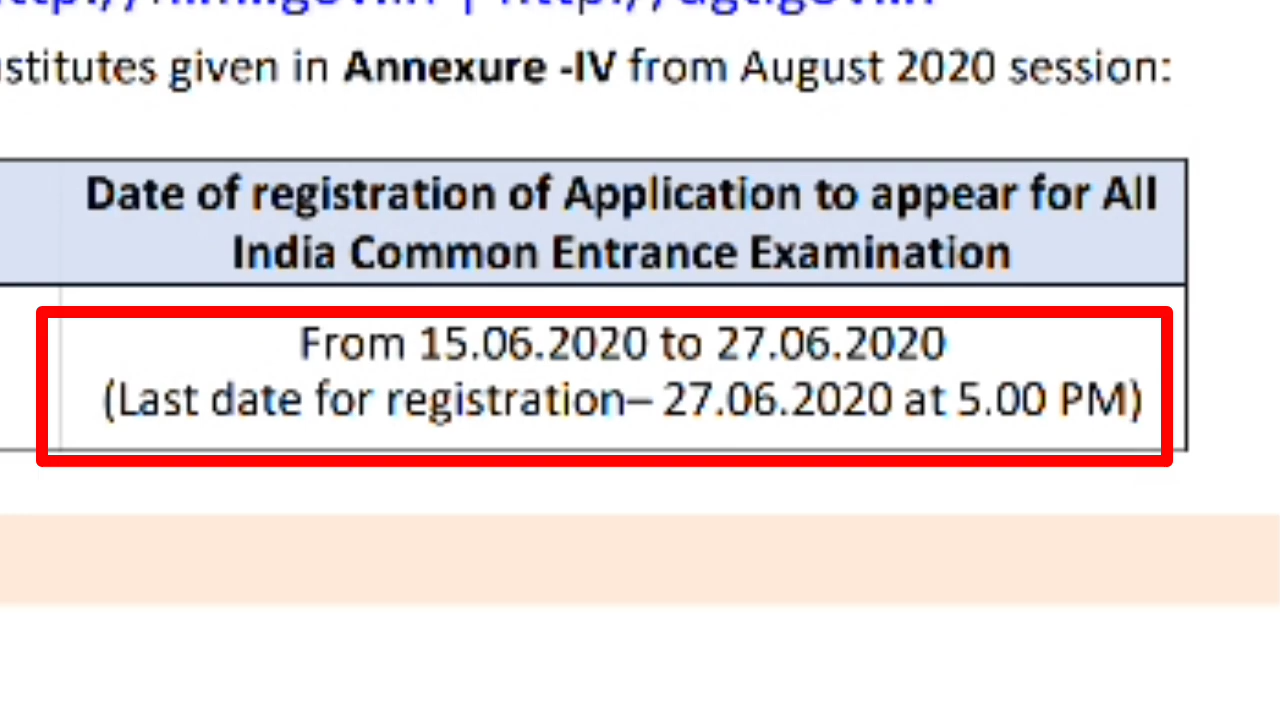 given in Annexure -IV from August 2020 session:
Date of registration of Application to appear for All
India Common Entrance Examination
From 15.06.2020 to 27.06.2020
(Last date for registration– 27.06.2020 at 5.00 PM)